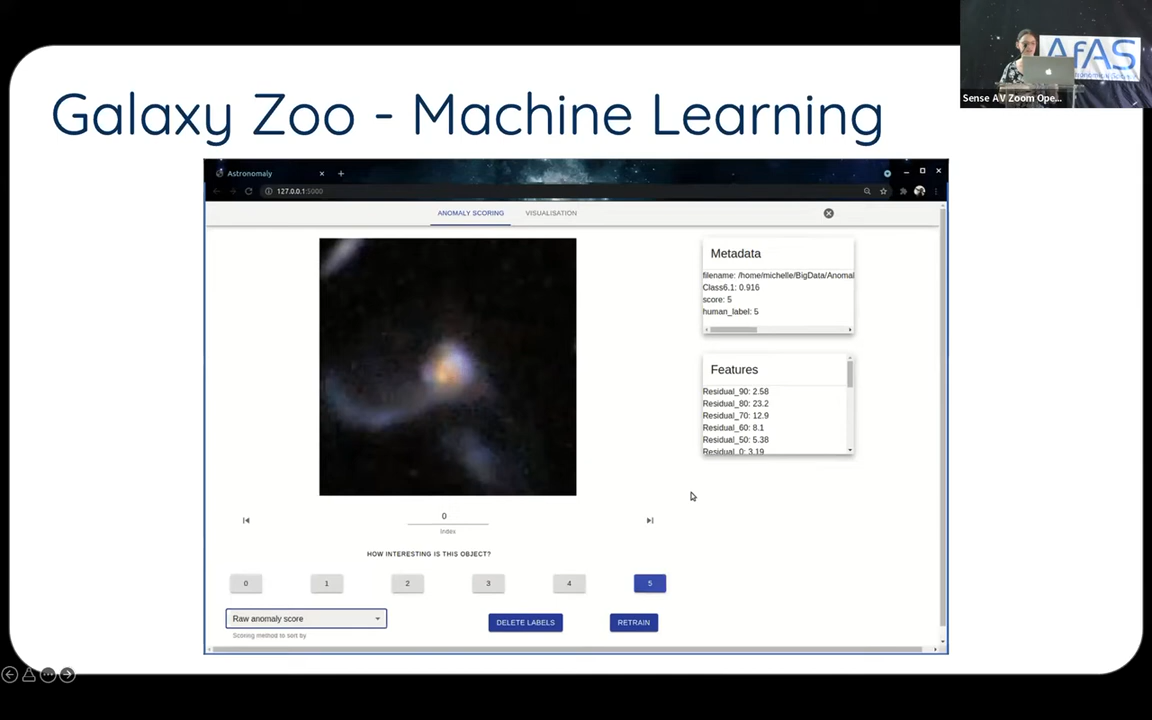 AfAS
Sense AV Zoom Ope...
Galaxy Zoo - Machine Learning
Astronomaly
127.0.0.1:5000
ANOMALY SCORING
VISUALISATION
Metadata
filename: /home/michelle/BigData/Anomal
Class6.1: 0.916
score: 5
human_label: 5
Features
Residual_90: 2.58
Residual_80: 23.2
Residual_70: 12.9
Residual_60: 8.1
Residual_50: 5.38
Residual_0: 3.19
0
Index
HOW INTERESTING IS THIS OBJECT?
0 1 2 3 4 5
Raw anomaly score
DELETE LABELS
RETRAIN
Scoring method to sort by